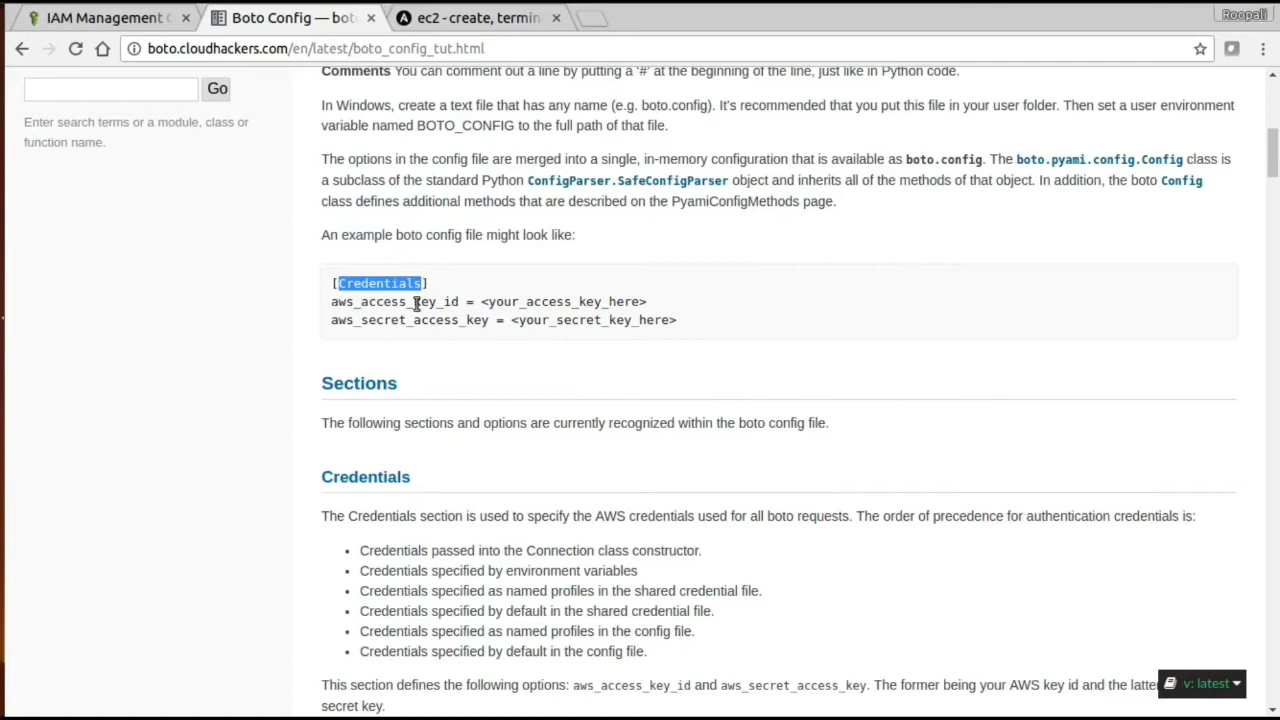 IAM Management C
Boto Config — bot
ec2 - create, termin
Roopali
boto.cloudhackers.com/en/latest/boto_config_tut.html
Go
Enter search terms or a module, class or
function name.
Comments You can comment out a line by putting a '#' at the beginning of the line, just like in Python code.
In Windows, create a text file that has any name (e.g. boto.config). It's recommended that you put this file in your user folder. Then set a user environment
variable named BOTO_CONFIG to the full path of that file.
The options in the config file are merged into a single, in-memory configuration that is available as boto.config. The boto.pyami.config.Config class is
a subclass of the standard Python ConfigParser.SafeConfigParser object and inherits all of the methods of that object. In addition, the boto Config
class defines additional methods that are described on the PyamiConfigMethods page.
An example boto config file might look like:
[Credentials]
aws_access_key_id = <your_access_key_here>
aws_secret_access_key = <your_secret_key_here>
Sections
The following sections and options are currently recognized within the boto config file.
Credentials
The Credentials section is used to specify the AWS credentials used for all boto requests. The order of precedence for authentication credentials is:
• Credentials passed into the Connection class constructor.
• Credentials specified by environment variables
• Credentials specified as named profiles in the shared credential file.
• Credentials specified by default in the shared credential file.
• Credentials specified as named profiles in the config file.
• Credentials specified by default in the config file.
This section defines the following options: aws_access_key_id and aws_secret_access_key. The former being your AWS key id and the latte
secret key.
v: latest